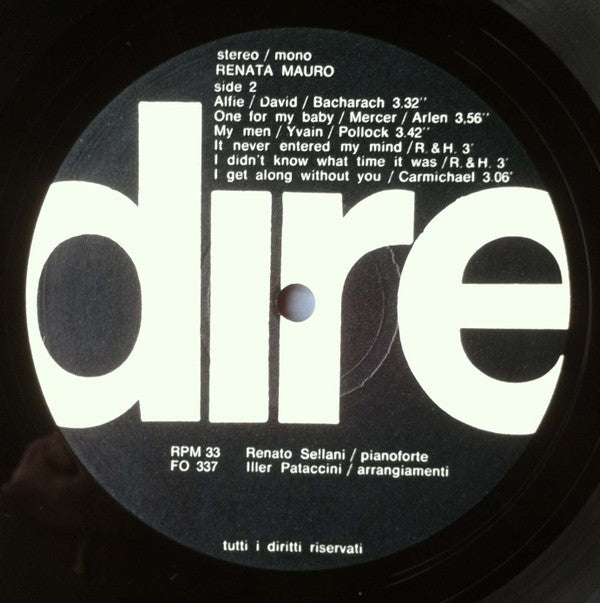 stereo / mono
RENATA MAURO
side 2
Alfie / David / Bacharach 3.32''
One for my baby / Mercer / Arlen 3.56''
My men / Yvain / Pollock 3.42''
It never entered my mind / R. & H. 3'
I didn't know what time it was / R. & H. 3'
I get along without you / Carmichael 3.06'
dire
RPM 33 Renato Sellani / pianoforte
FO 337 Iller Pataccini / arrangiamenti
tutti i diritti riservati